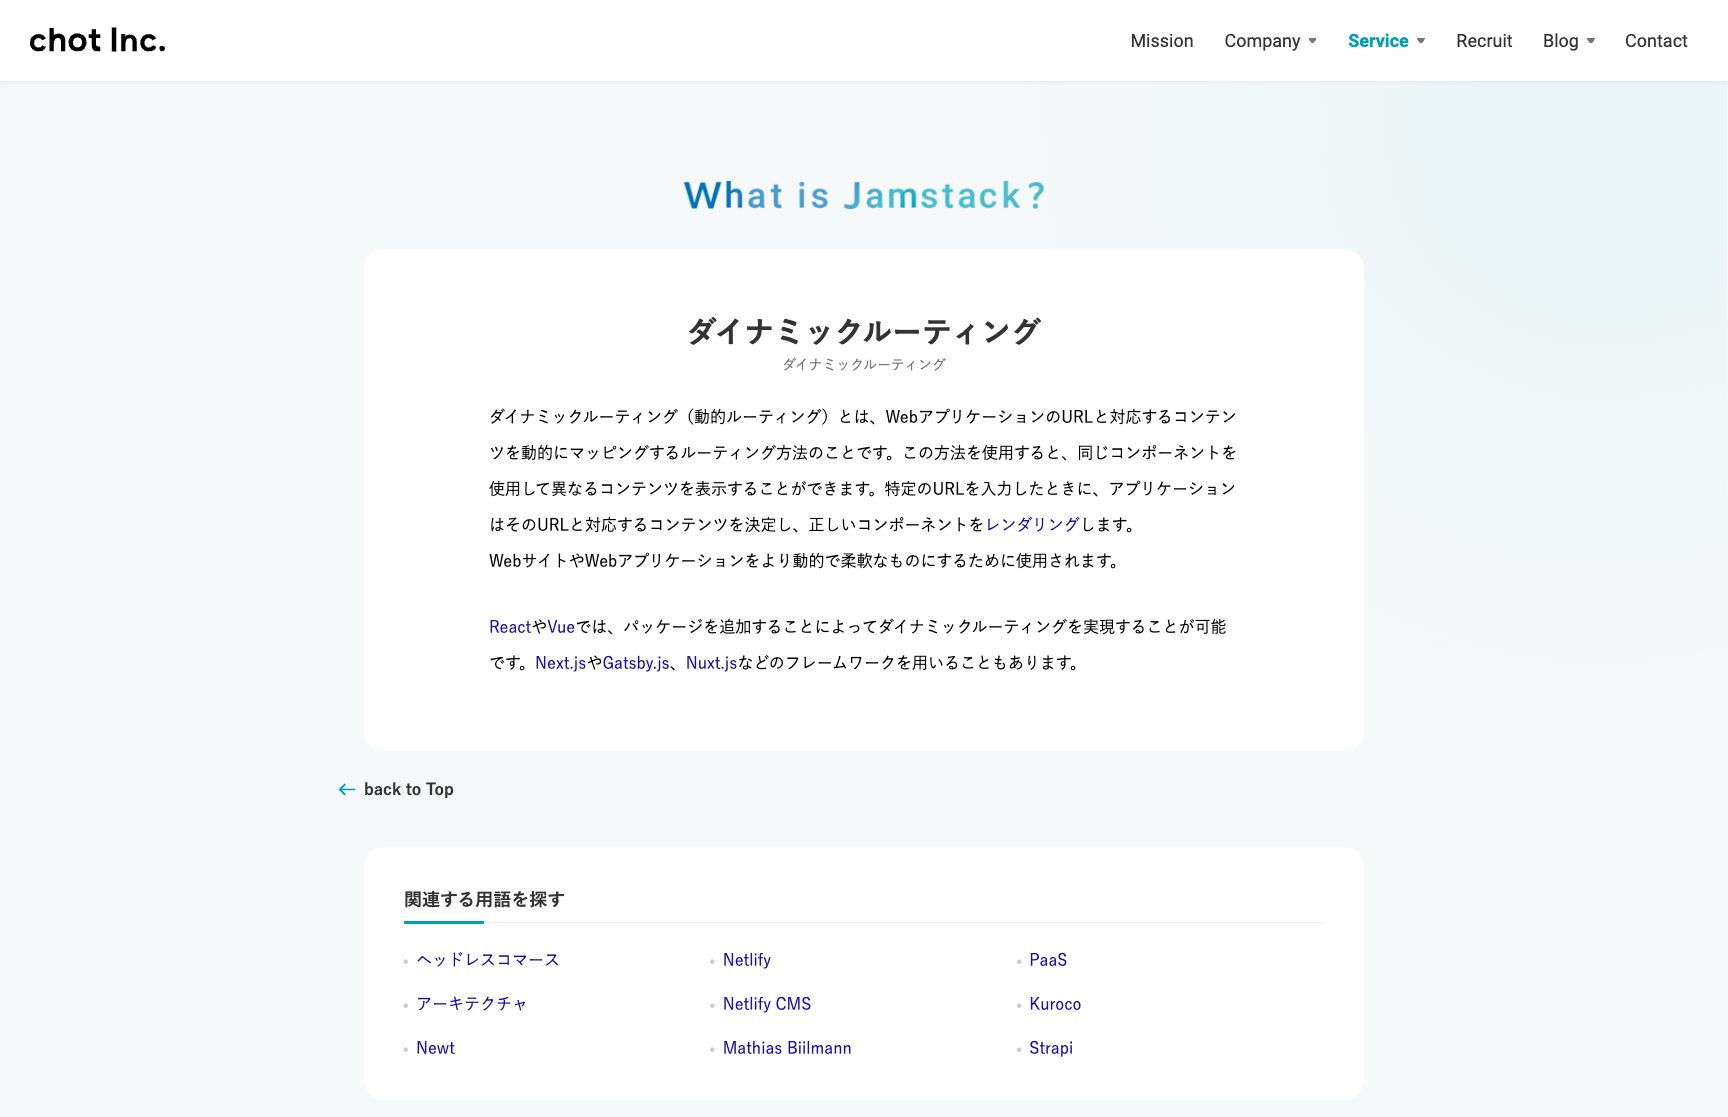 chot Inc.
Mission
Company
Service
Recruit
Blog
Contact
What is Jamstack?
ダイナミックルーティング
ダイナミックルーティング
ダイナミックルーティング（動的ルーティング）とは、WebアプリケーションのURLと対応するコンテン
ツを動的にマッピングするルーティング方法のことです。この方法を使用すると、同じコンポーネントを
使用して異なるコンテンツを表示することができます。特定のURLを入力したときに、アプリケーション
はそのURLと対応するコンテンツを決定し、正しいコンポーネントをレンダリングします。
WebサイトやWebアプリケーションをより動的で柔軟なものにするために使用されます。
ReactやVueでは、パッケージを追加することによってダイナミックルーティングを実現することが可能
です。Next.jsやGatsby.js、Nuxt.jsなどのフレームワークを用いることもあります。
back to Top
関連する用語を探す
ヘッドレスコマース
Netlify
PaaS
アーキテクチャ
Netlify CMS
Kuroco
Newt
Mathias Biilmann
Strapi